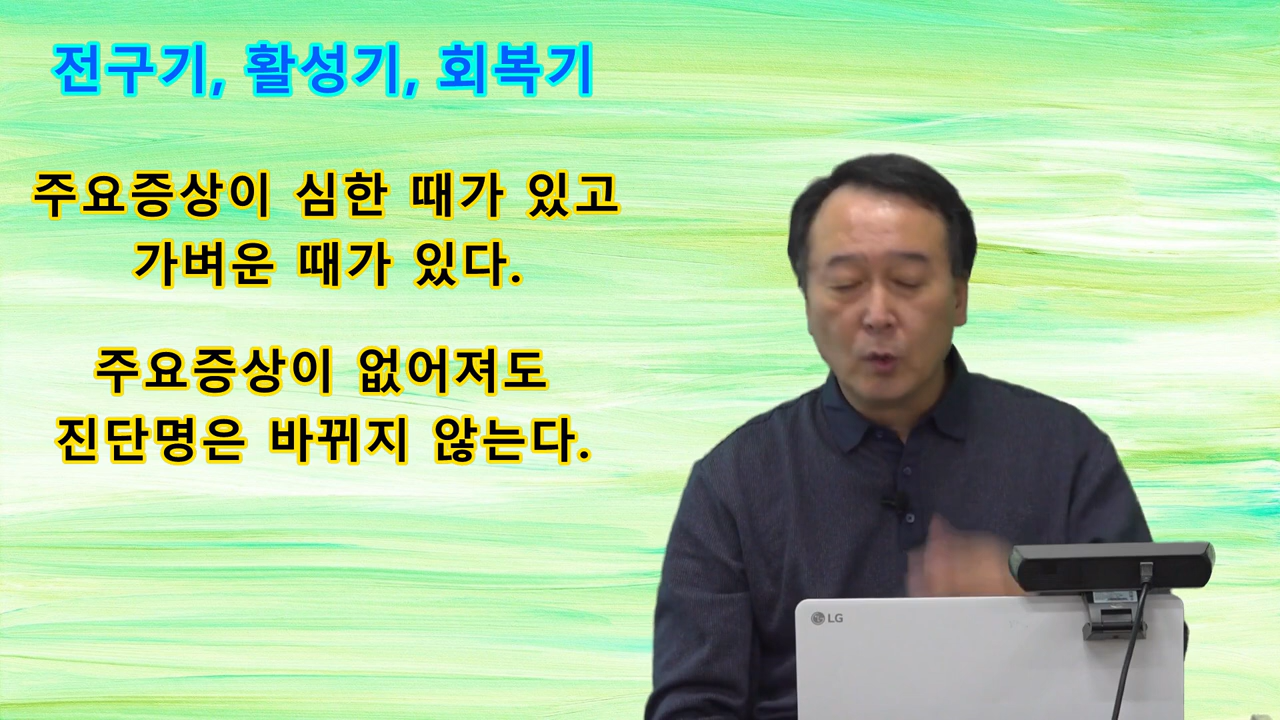 전구기, 활성기, 회복기
주요증상이 심한 때가 있고
가벼운 때가 있다.
주요증상이 없어져도
진단명은 바뀌지 않는다.
LG